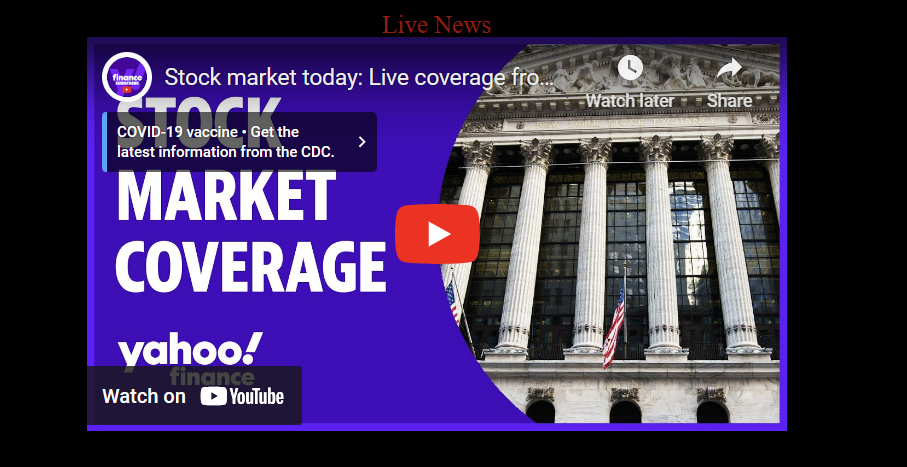 Live News
finance
SUBSCRIBE
Stock market today: Live coverage fro...
Watch later
Share
STOCK
COVID-19 vaccine • Get the
latest information from the CDC.
MARKET
COVERAGE
yahoo!
finance
Watch on YouTube